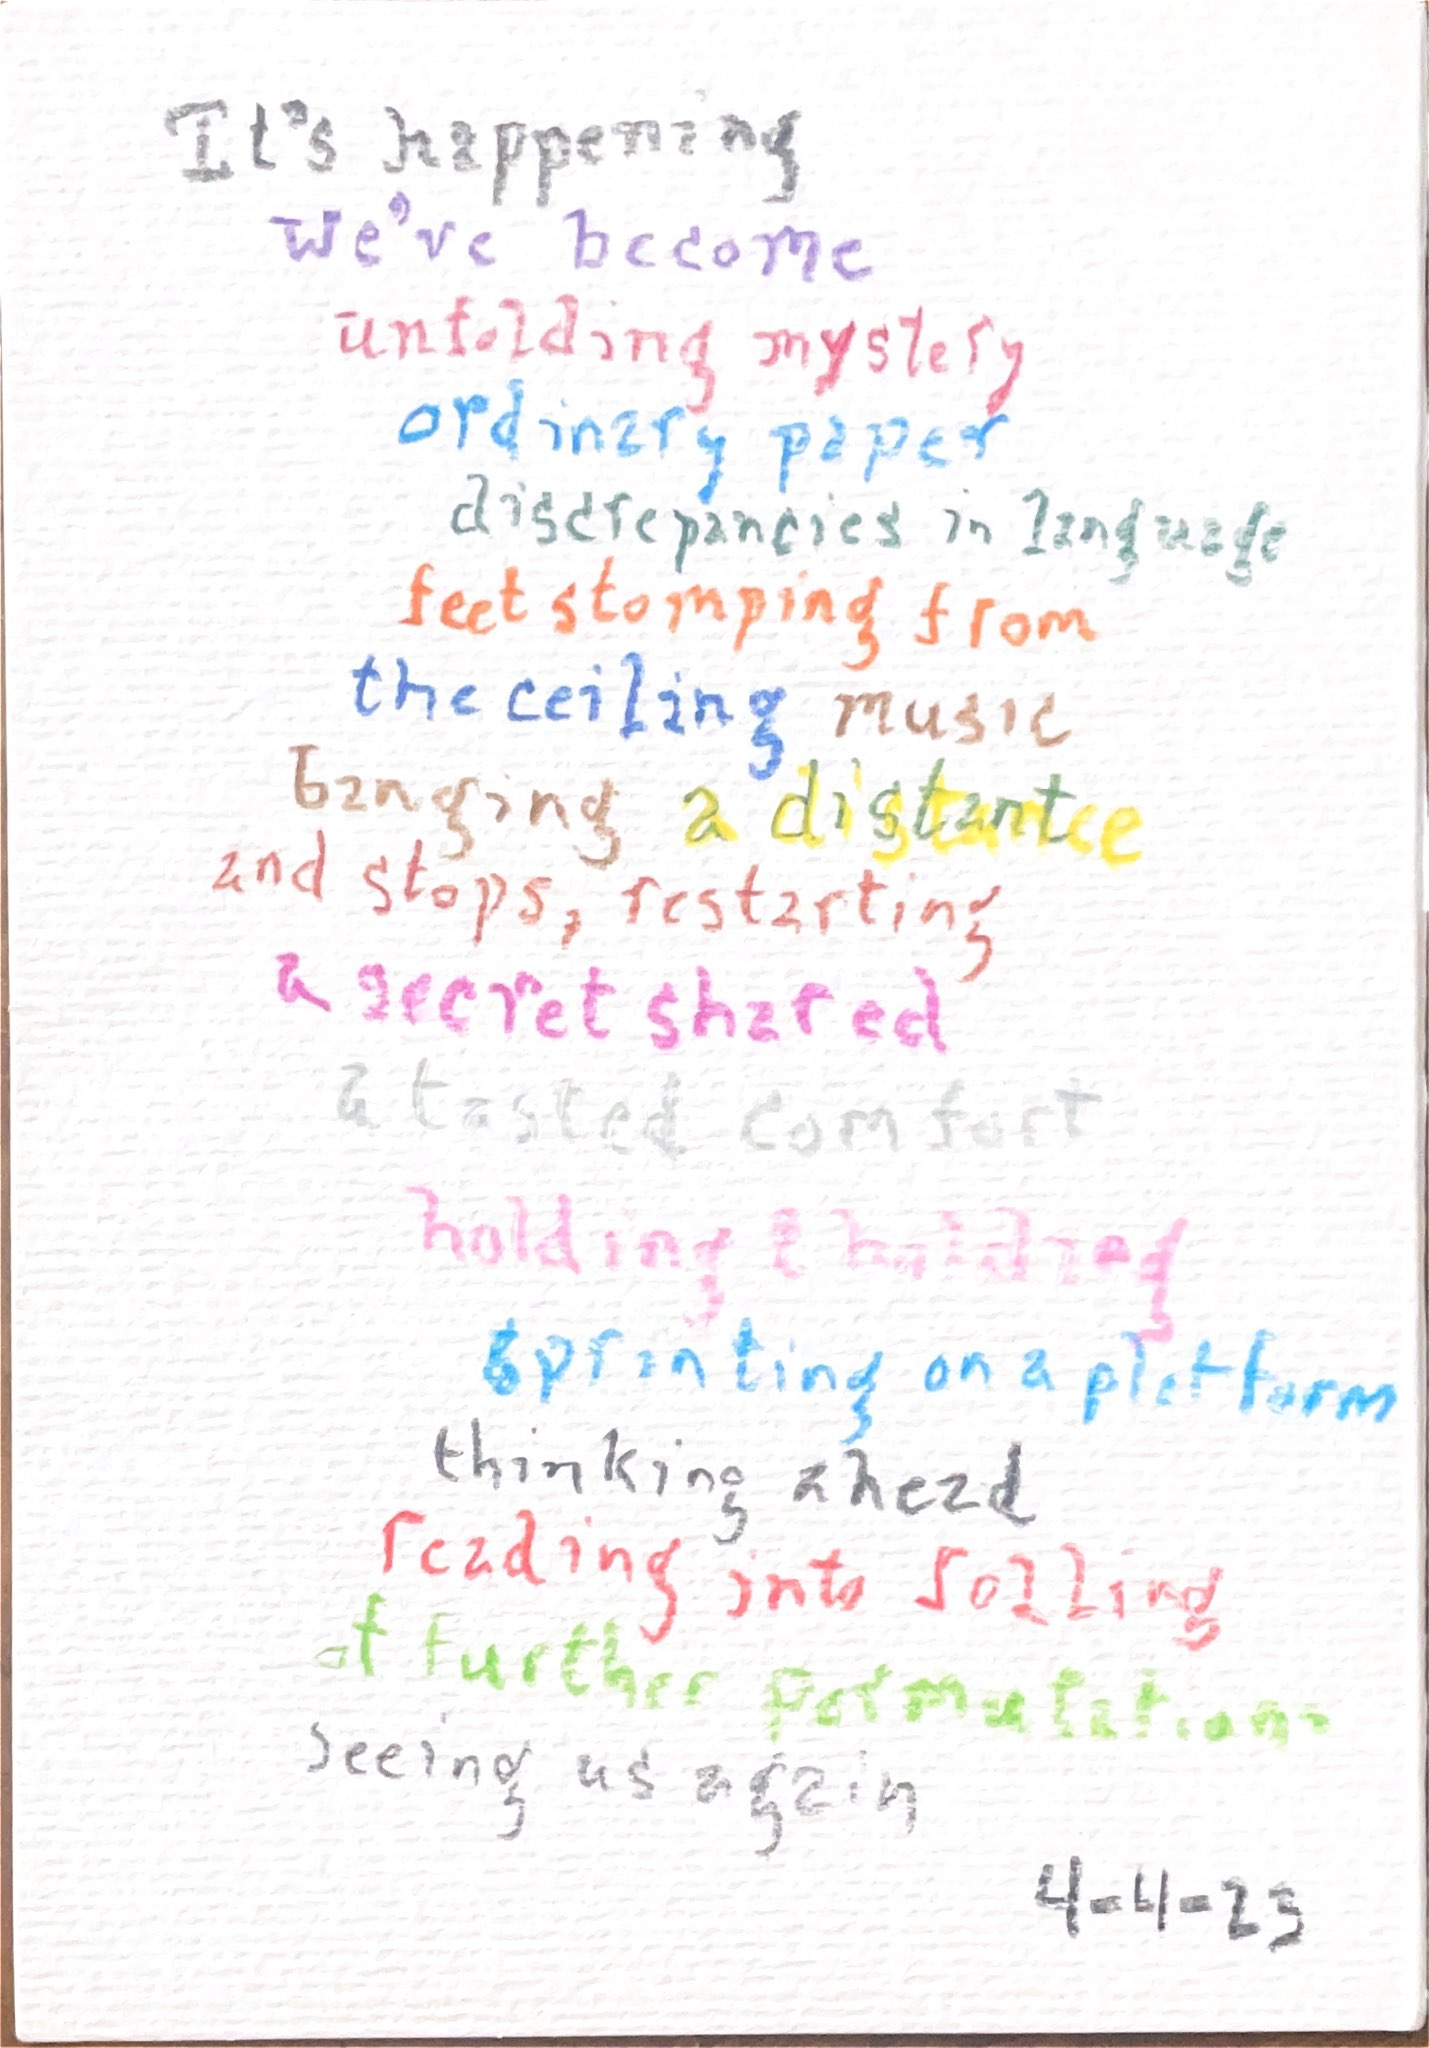 It's happening
we've become
unfolding mystery
ordinary paper
discrepancies in language
feet stomping from
the ceiling music
banging a distance
and stops, restarting
a secret shared
a tasted comfort
holding & holding
sprinting on a platform
thinking ahead
reading into rolling
of further permutations
seeing us again
4-4-23